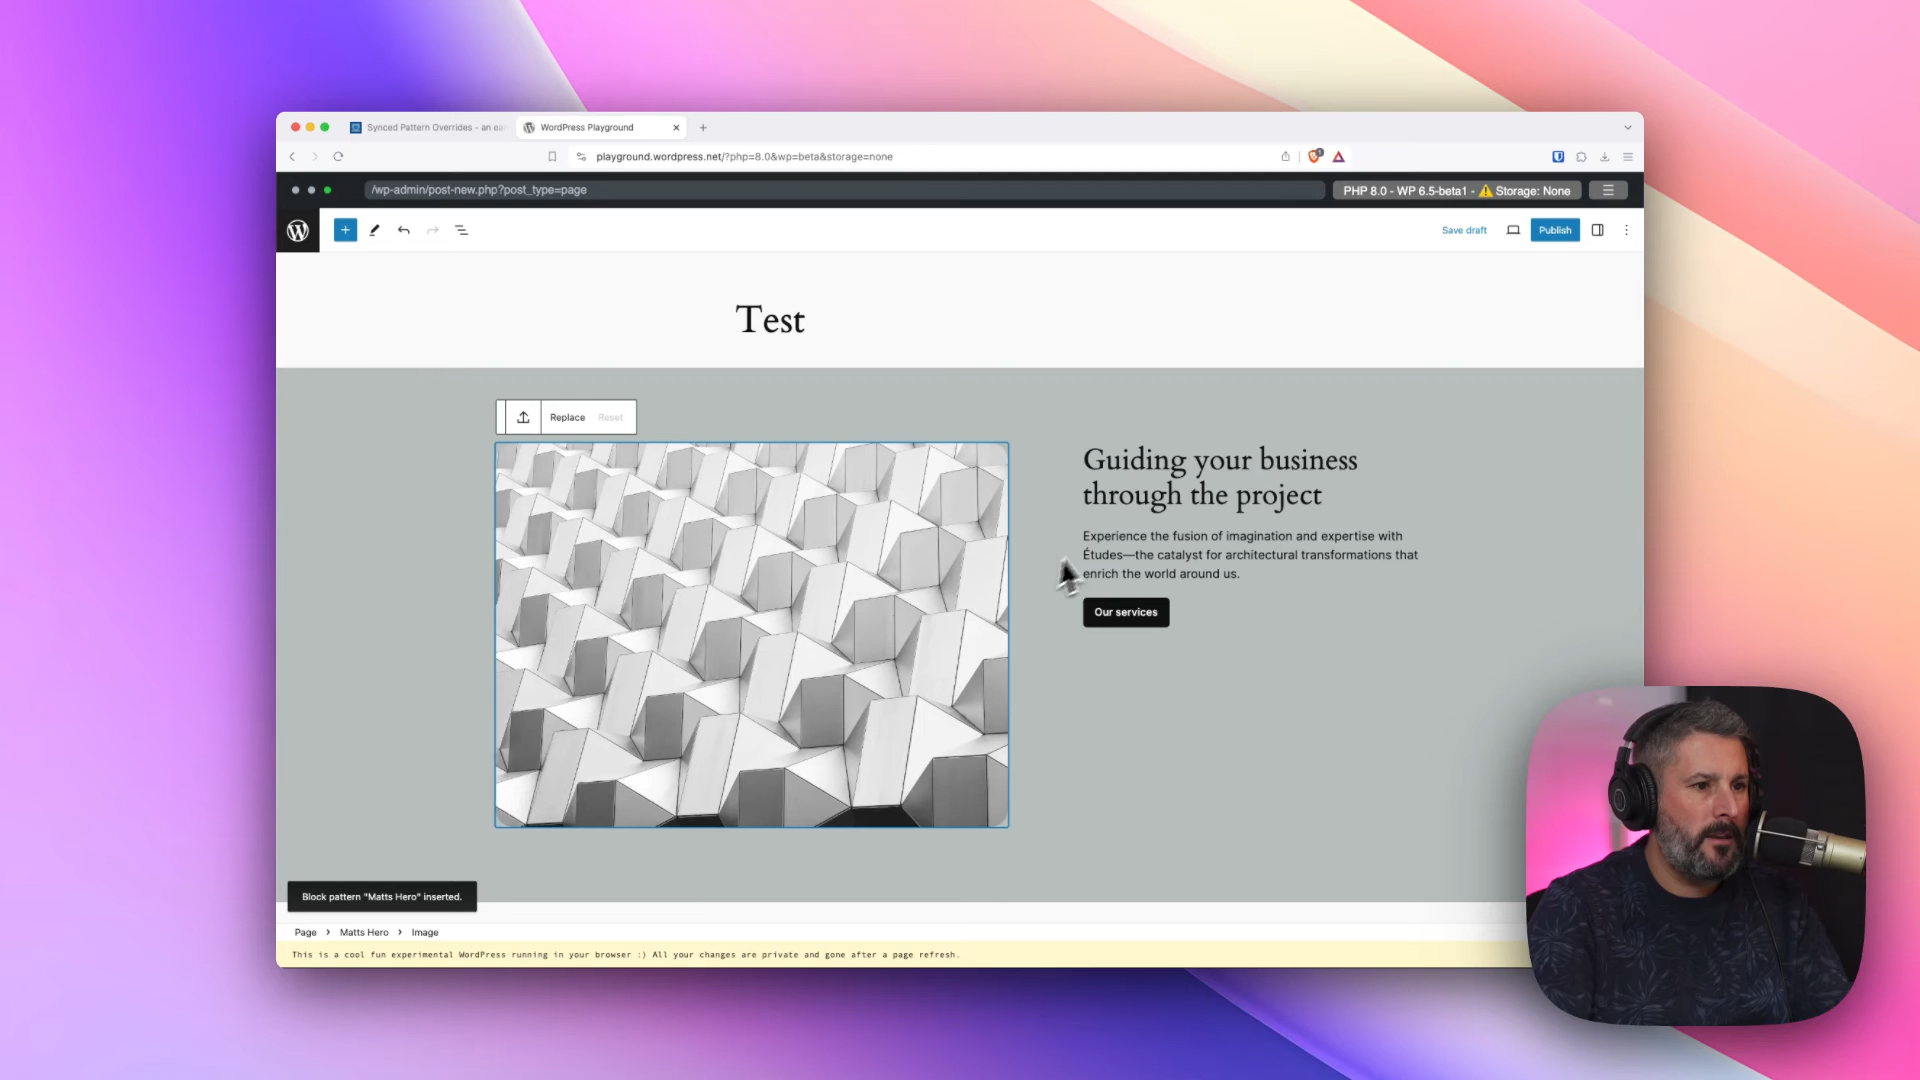 Synced Pattern Overrides - an ea
WordPress Playground
playground.wordpress.net/?php=8.0&wp=beta&storage=none
/wp-admin/post-new.php?post_type=page
PHP 8.0 - WP 6.5-beta1 - ⚠️ Storage: None
Save draft
Publish
Test
Replace
Reset
Guiding your business
through the project
Experience the fusion of imagination and expertise with
Études—the catalyst for architectural transformations that
enrich the world around us.
Our services
Block pattern "Matts Hero" inserted.
Page › Matts Hero › Image
This is a cool fun experimental WordPress running in your browser :) All your changes are private and gone after a page refresh.